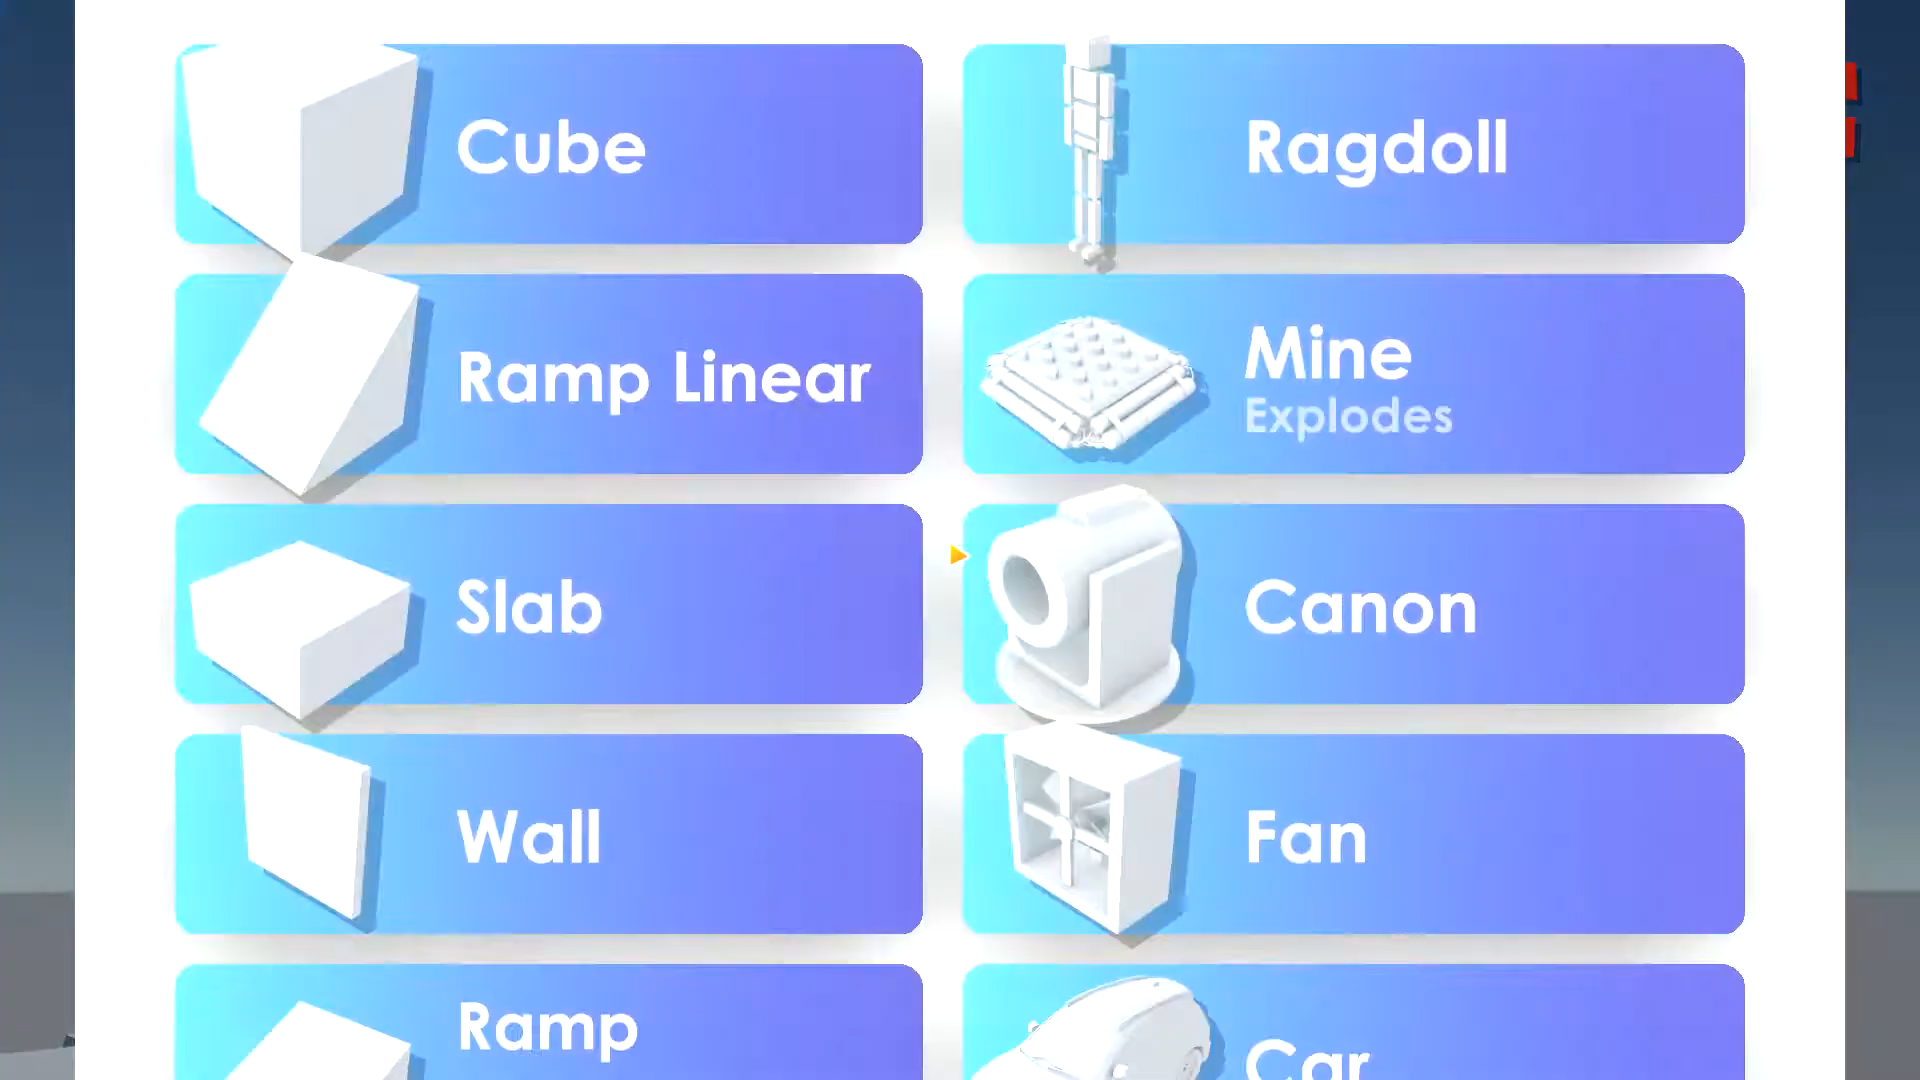 Cube
Ragdoll
Ramp Linear
Mine
Explodes
Slab
Canon
Wall
Fan
Ramp
Car